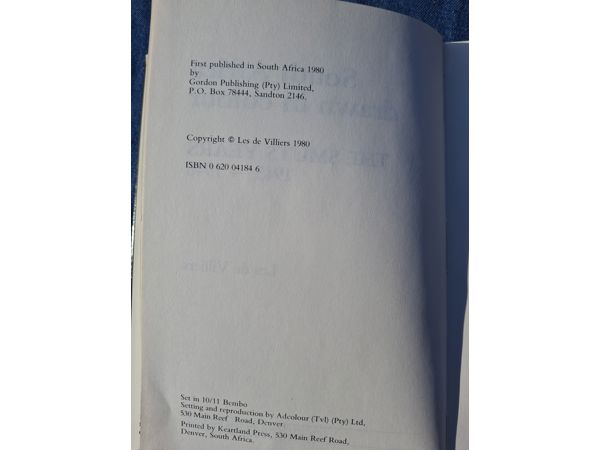 First published in South Africa 1980
by
Gordon Publishing (Pty) Limited,
P.O. Box 78444, Sandton 2146.
Copyright © Les de Villiers 1980
ISBN 0 620 04184 6
Set in 10/11 Bembo
Setting and reproduction by Adcolour (Tvl) (Pty) Ltd,
530 Main Reef Road, Denver.
Printed by Keartland Press, 530 Main Reef Road,
Denver, South Africa.